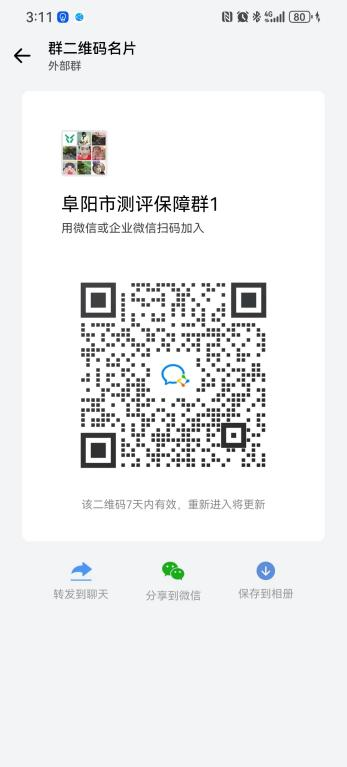 3:11
4G
80
群二维码名片
外部群
阜阳市测评保障群1
用微信或企业微信扫码加入
该二维码7天内有效，重新进入将更新
转发到聊天
分享到微信
保存到相册